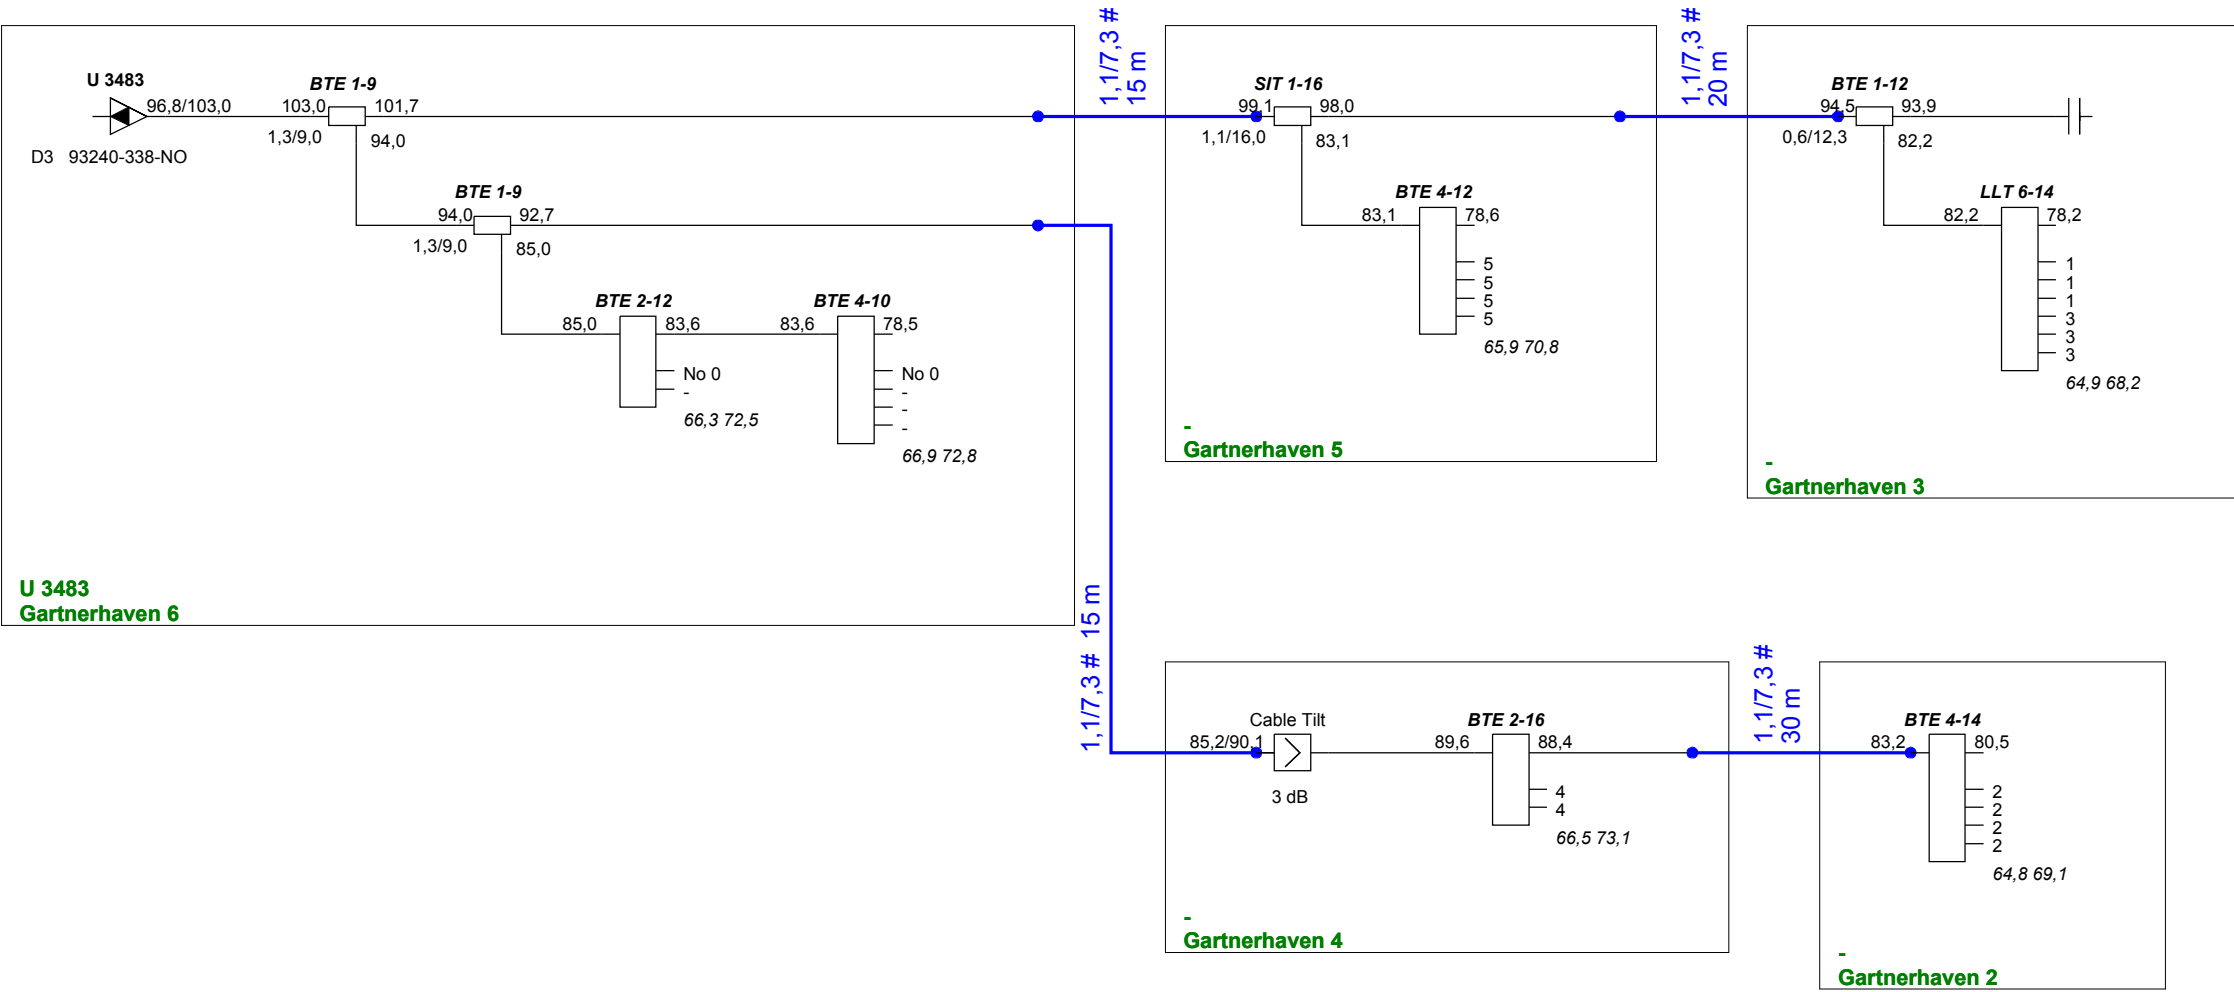 U 3483
96,8/103,0
D3 93240-338-NO
BTE 1-9
103,0
101,7
1,3/9,0
94,0
BTE 1-9
94,0
92,7
1,3/9,0
85,0
BTE 2-12
85,0
83,6
No 0
-
66,3 72,5
BTE 4-10
83,6
78,5
No 0
-
-
-
66,9 72,8
U 3483
Gartnerhaven 6
1,1/7,3 #
15 m
SIT 1-16
99,1
98,0
1,1/16,0
83,1
BTE 4-12
83,1
78,6
5
5
5
5
65,9 70,8
-
Gartnerhaven 5
1,1/7,3 #
20 m
BTE 1-12
94,5
93,9
0,6/12,3
82,2
LLT 6-14
82,2
78,2
1
1
1
3
3
3
64,9 68,2
-
Gartnerhaven 3
1,1/7,3 # 15 m
Cable Tilt
85,2/90,1
3 dB
BTE 2-16
89,6
88,4
4
4
66,5 73,1
-
Gartnerhaven 4
1,1/7,3 #
30 m
BTE 4-14
83,2
80,5
2
2
2
2
64,8 69,1
-
Gartnerhaven 2